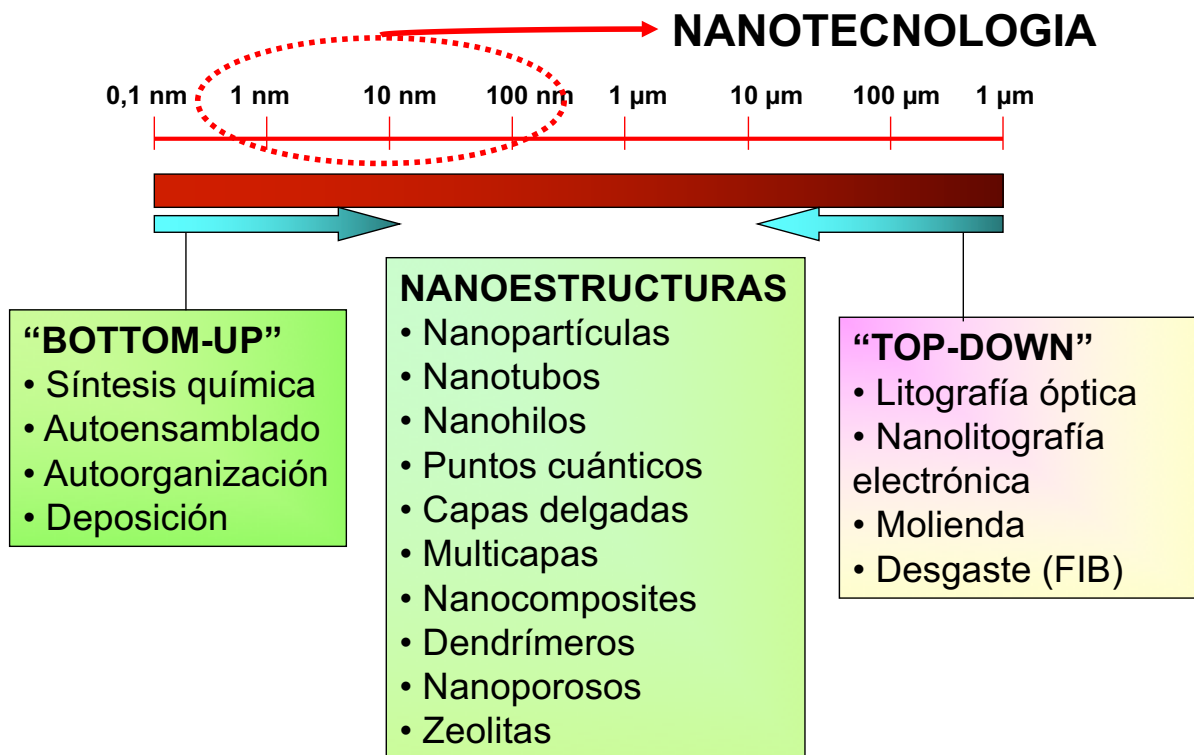 NANOTECNOLOGIA
0,1 nm 1 nm 10 nm 100 nm 1 µm 10 µm 100 µm 1 µm
“BOTTOM-UP”
• Síntesis química
• Autoensamblado
• Autoorganización
• Deposición
NANOESTRUCTURAS
• Nanopartículas
• Nanotubos
• Nanohilos
• Puntos cuánticos
• Capas delgadas
• Multicapas
• Nanocomposites
• Dendrímeros
• Nanoporosos
• Zeolitas
“TOP-DOWN”
• Litografía óptica
• Nanolitografía
electrónica
• Molienda
• Desgaste (FIB)